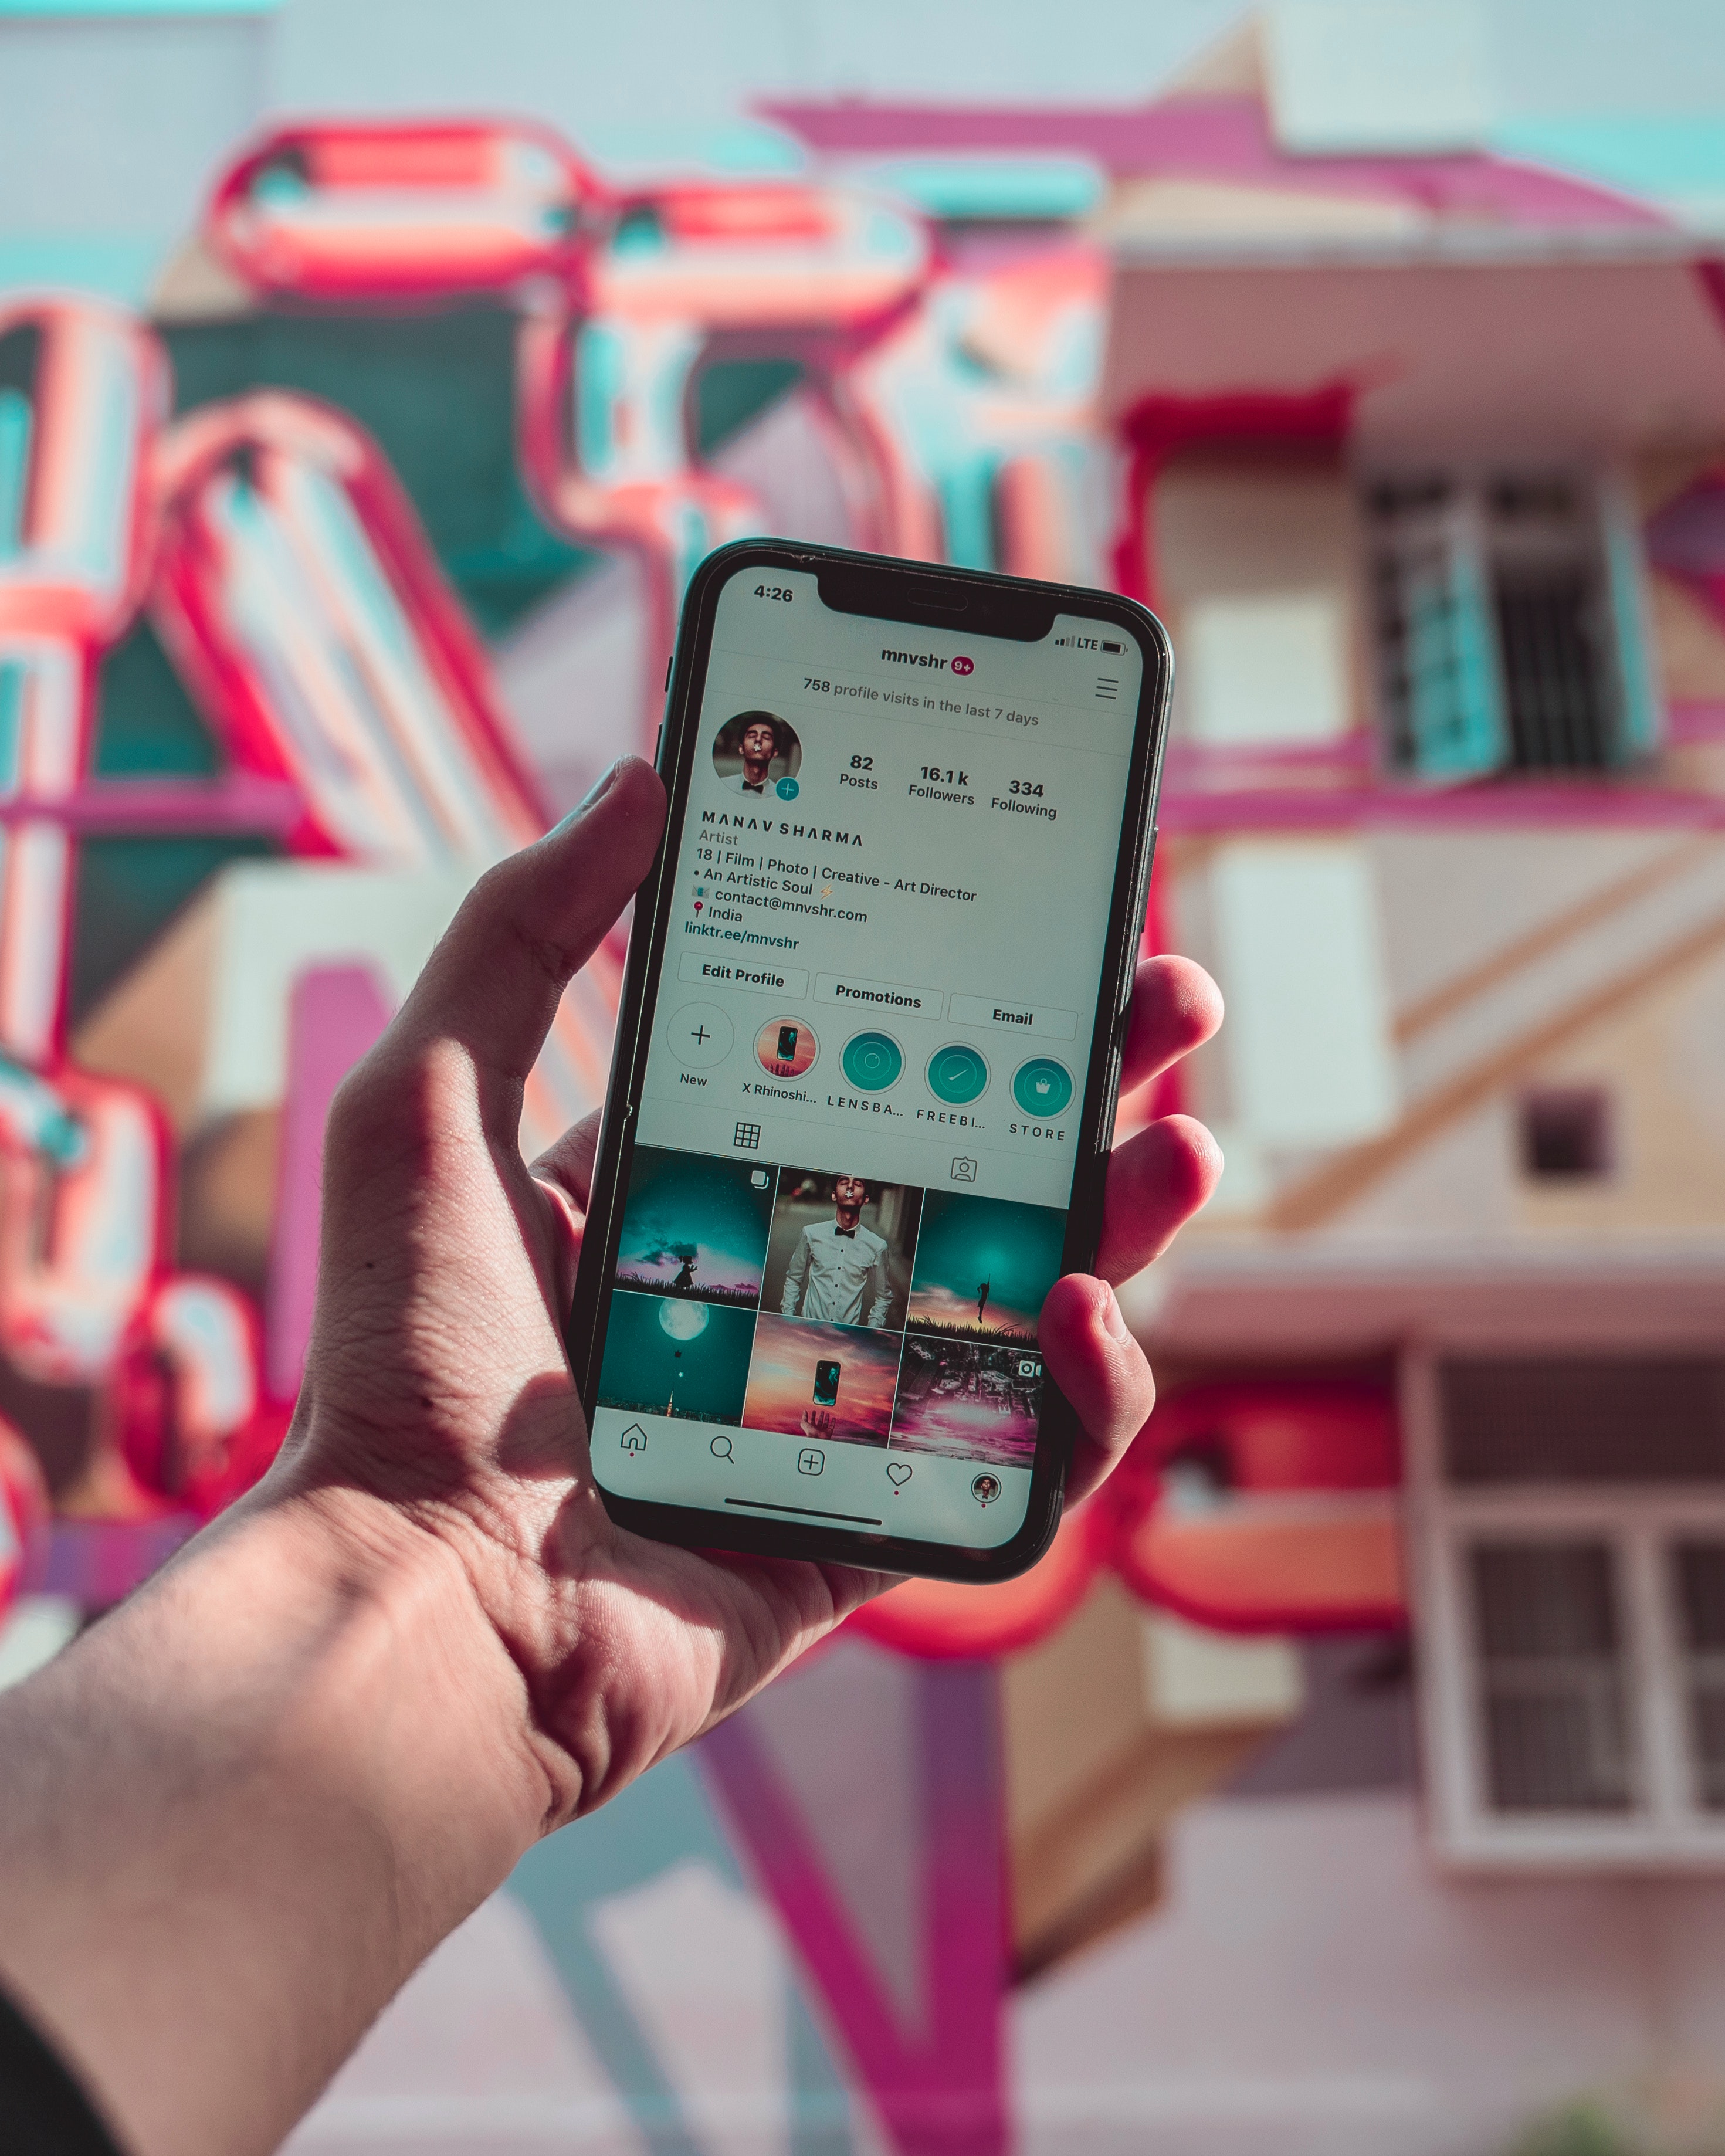 4:26
LTE
mnvshr 9+
758 profile visits in the last 7 days
82 16.1 k 334
Posts Followers Following
MΛNΛV SHΛRMΛ
Artist
18 | Film | Photo | Creative - Art Director
• An Artistic Soul ⚡
📧 contact@mnvshr.com
📍 India
linktr.ee/mnvshr
Edit Profile Promotions Email
New X Rhinoshi... LENSBA... FREEBI... STORE